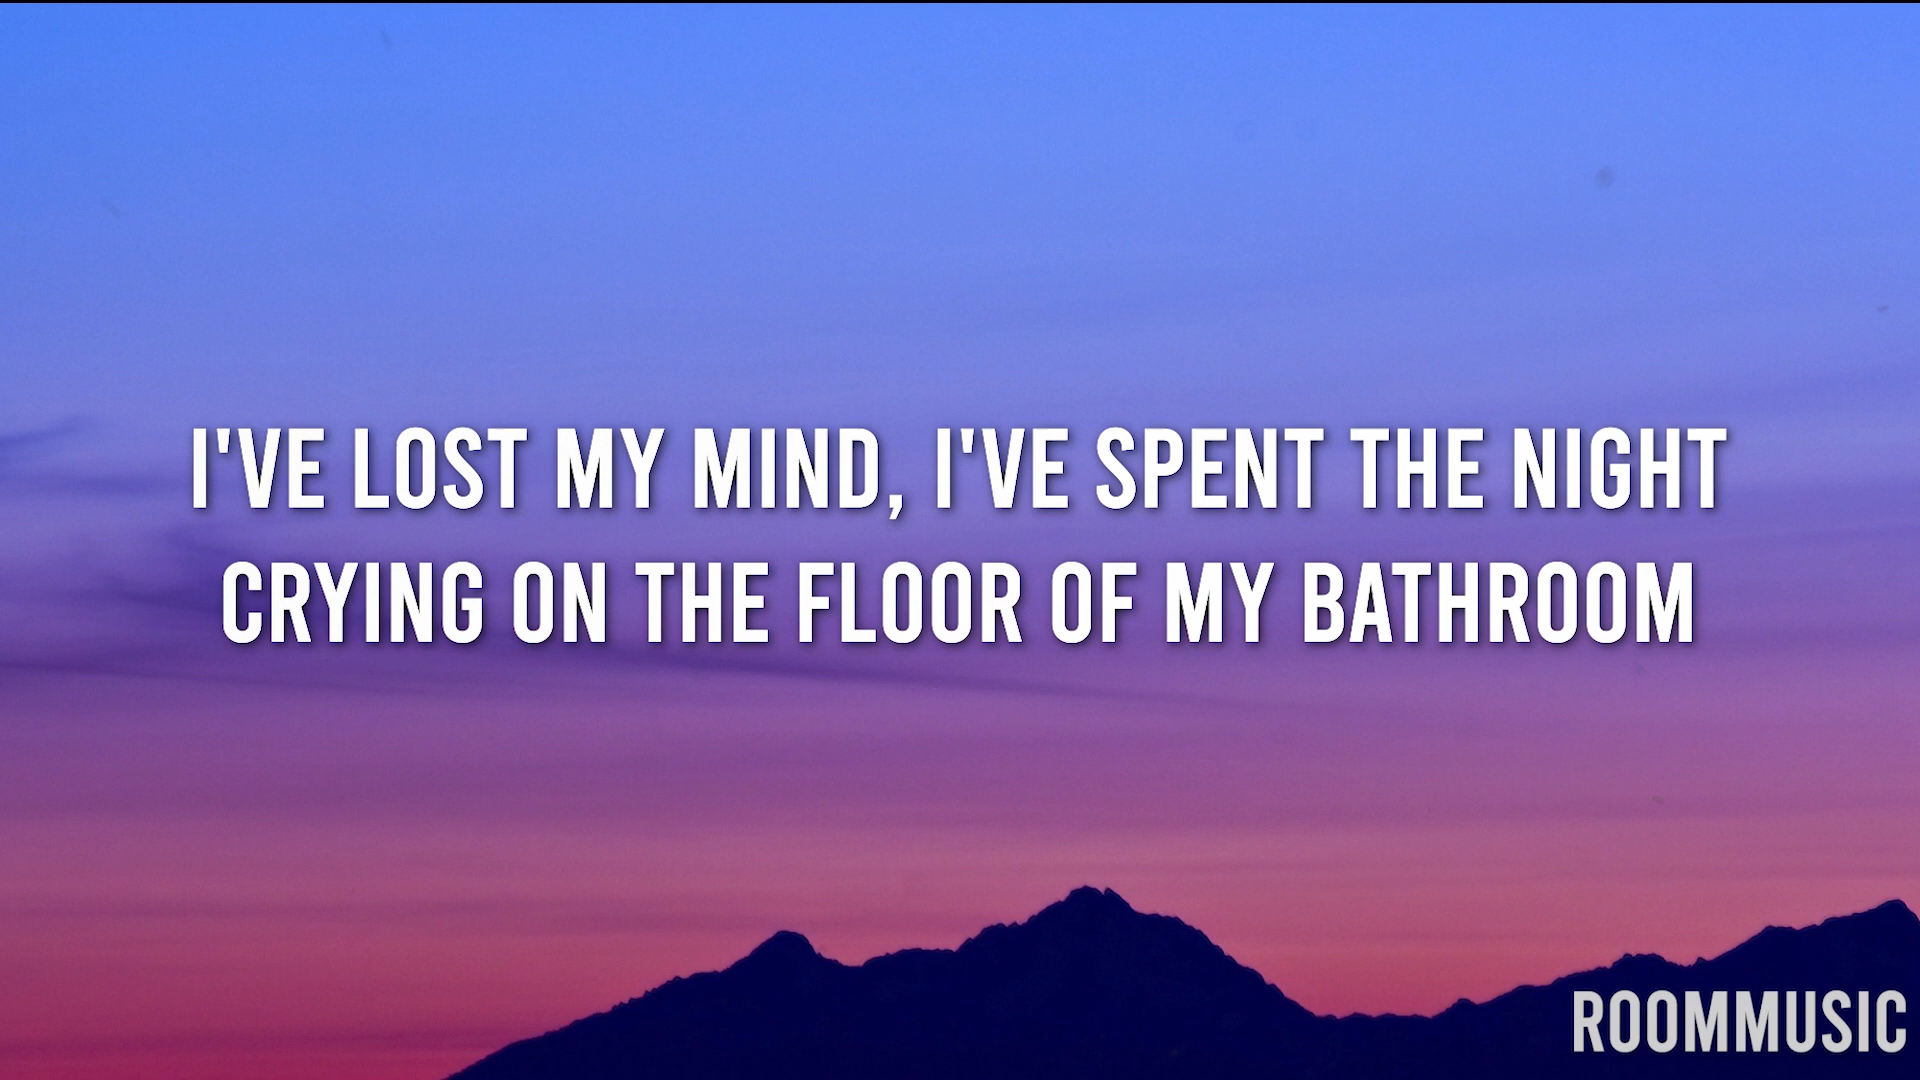 I'VE LOST MY MIND, I'VE SPENT THE NIGHT
CRYING ON THE FLOOR OF MY BATHROOM
ROOMMUSIC